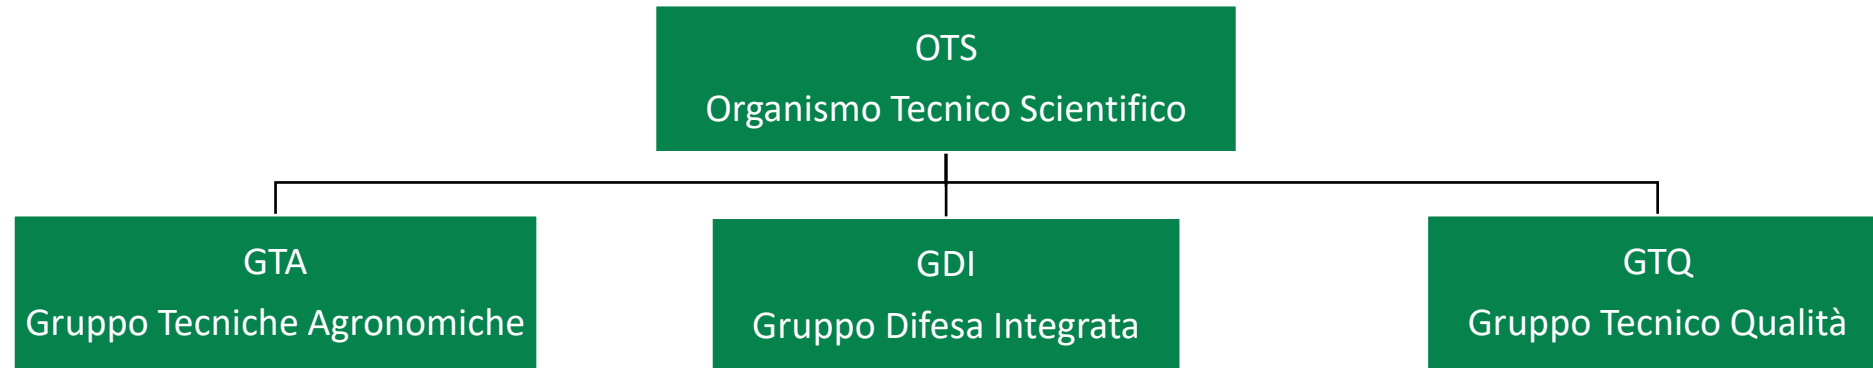 OTS
Organismo Tecnico Scientifico
GTA
Gruppo Tecniche Agronomiche
GDI
Gruppo Difesa Integrata
GTQ
Gruppo Tecnico Qualità